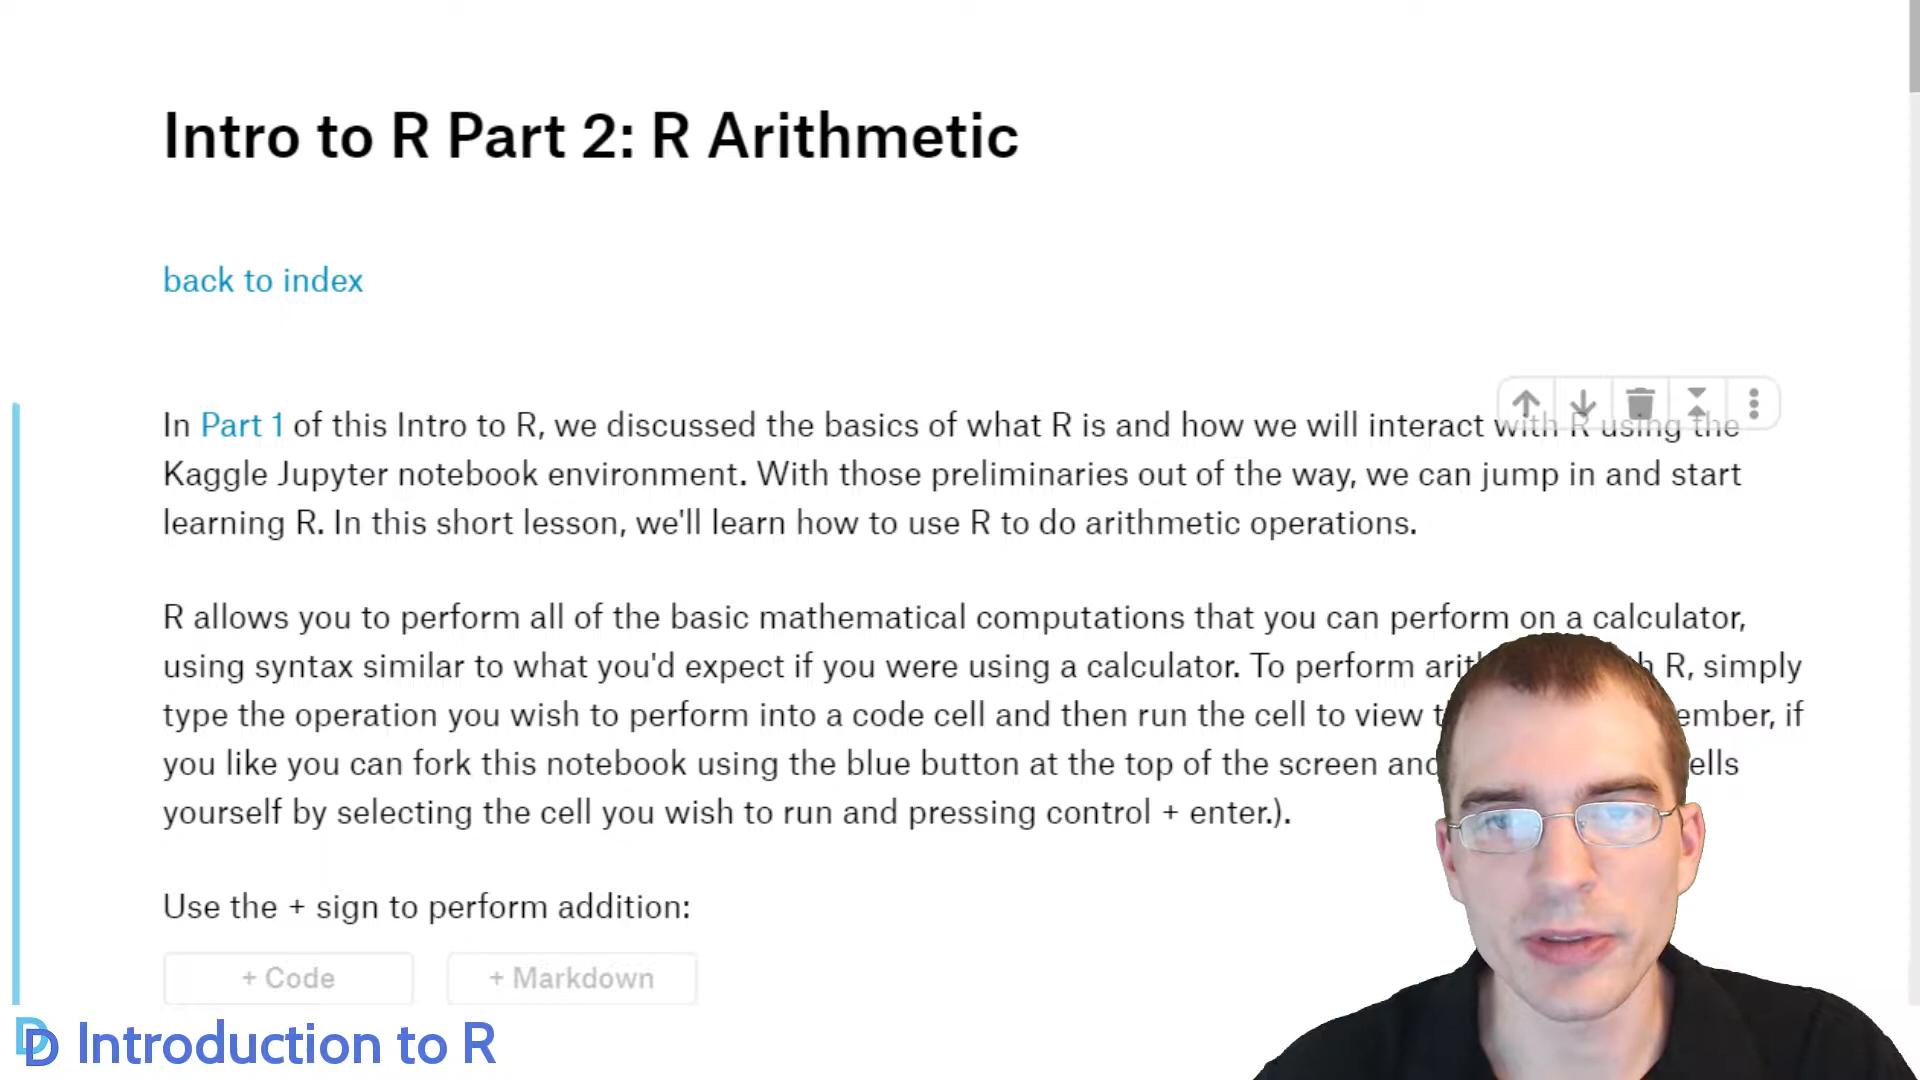 Intro to R Part 2: R Arithmetic
back to index
In Part 1 of this Intro to R, we discussed the basics of what R is and how we will interact with R using the
Kaggle Jupyter notebook environment. With those preliminaries out of the way, we can jump in and start
learning R. In this short lesson, we'll learn how to use R to do arithmetic operations.
R allows you to perform all of the basic mathematical computations that you can perform on a calculator,
using syntax similar to what you'd expect if you were using a calculator. To perform R, simply
type the operation you wish to perform into a code cell and then run the cell to view if
you like you can fork this notebook using the blue button at the top of the screen and
yourself by selecting the cell you wish to run and pressing control + enter.).
Use the + sign to perform addition:
+ Code
+ Markdown
Introduction to R